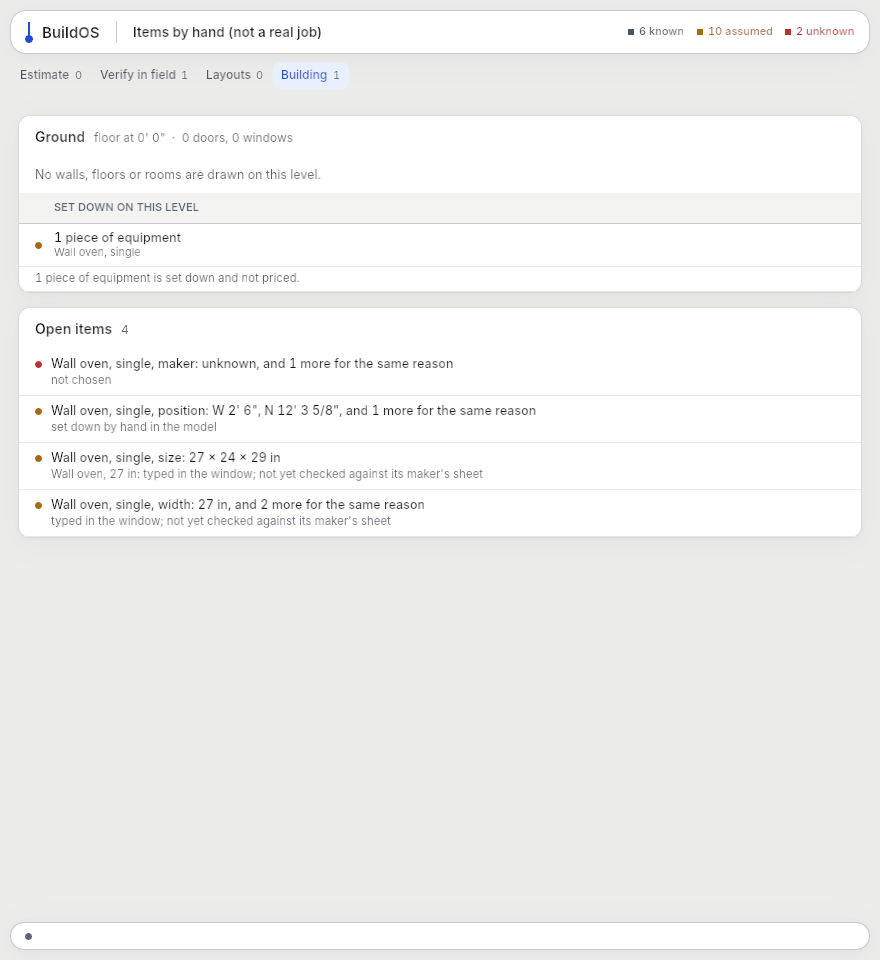 BuildOS
Items by hand (not a real job)
6 known
10 assumed
2 unknown
Estimate 0
Verify in field 1
Layouts 0
Building 1
Ground floor at 0' 0" · 0 doors, 0 windows
No walls, floors or rooms are drawn on this level.
SET DOWN ON THIS LEVEL
1 piece of equipment
Wall oven, single
1 piece of equipment is set down and not priced.
Open items 4
Wall oven, single, maker: unknown, and 1 more for the same reason
not chosen
Wall oven, single, position: W 2' 6", N 12' 3 5/8", and 1 more for the same reason
set down by hand in the model
Wall oven, single, size: 27 × 24 × 29 in
Wall oven, 27 in: typed in the window; not yet checked against its maker's sheet
Wall oven, single, width: 27 in, and 2 more for the same reason
typed in the window; not yet checked against its maker's sheet